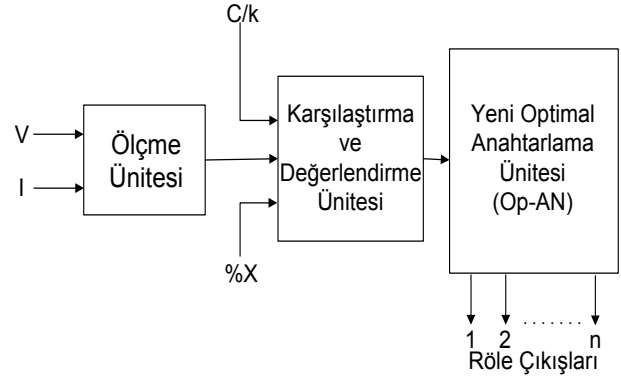 C/k
V
I
Ölçme
Ünitesi
Karşılaştırma
ve
Değerlendirme
Ünitesi
%X
Yeni Optimal
Anahtarlama
Ünitesi
(Op-AN)
1 2 ....... n
Röle Çıkışları